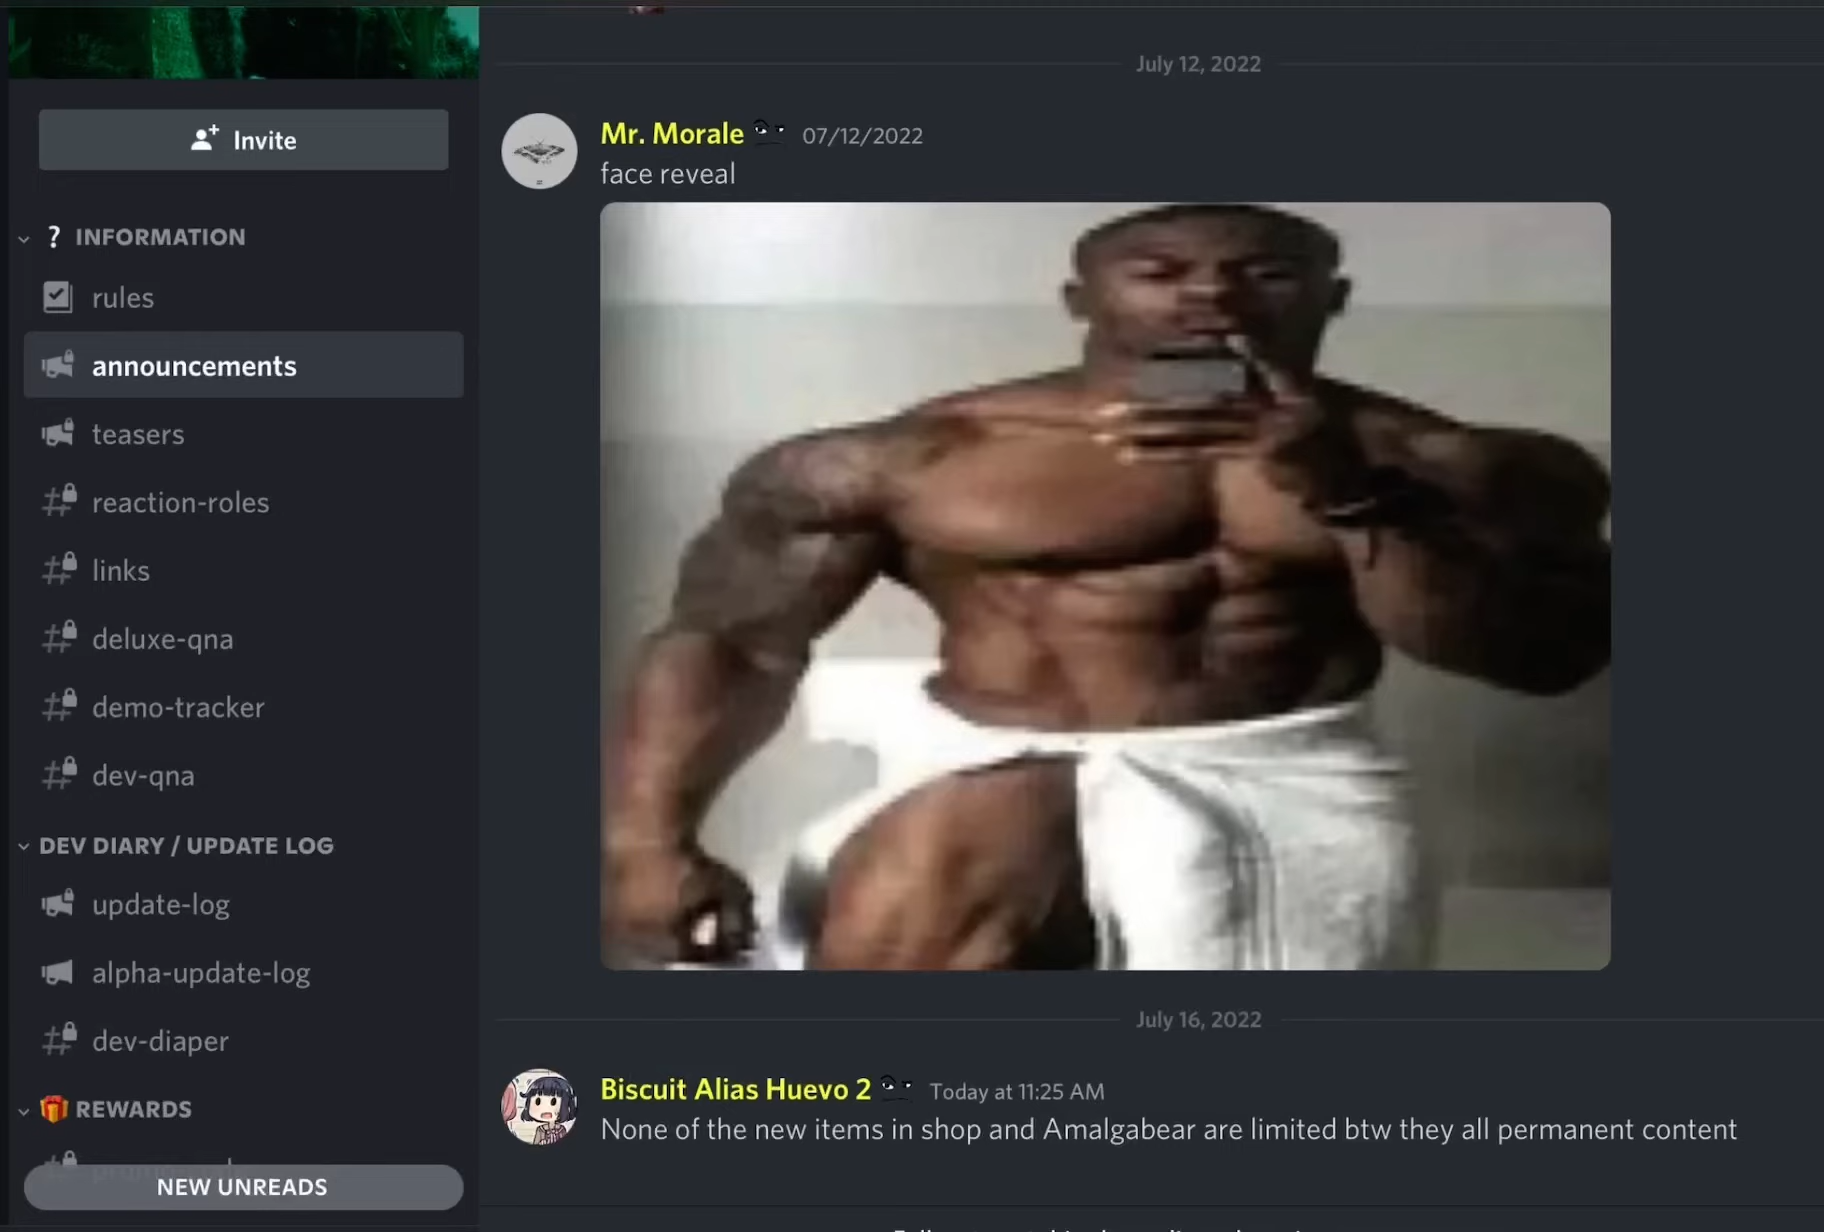 Invite
? INFORMATION
rules
announcements
teasers
reaction-roles
links
deluxe-qna
demo-tracker
dev-qna
DEV DIARY / UPDATE LOG
update-log
alpha-update-log
dev-diaper
REWARDS
NEW UNREADS
July 12, 2022
Mr. Morale 07/12/2022
face reveal
July 16, 2022
Biscuit Alias Huevo 2 Today at 11:25 AM
None of the new items in shop and Amalgabear are limited btw they all permanent content